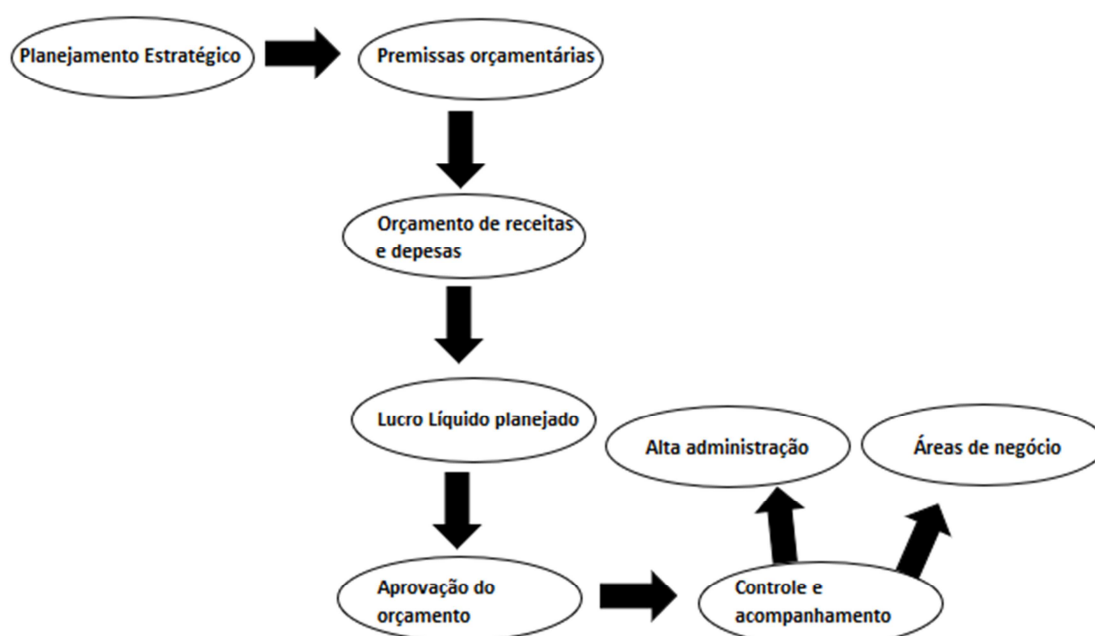 Planejamento Estratégico
Premissas orçamentárias
Orçamento de receitas
e depesas
Lucro Líquido planejado
Alta administração
Áreas de negócio
Aprovação do
orçamento
Controle e
acompanhamento